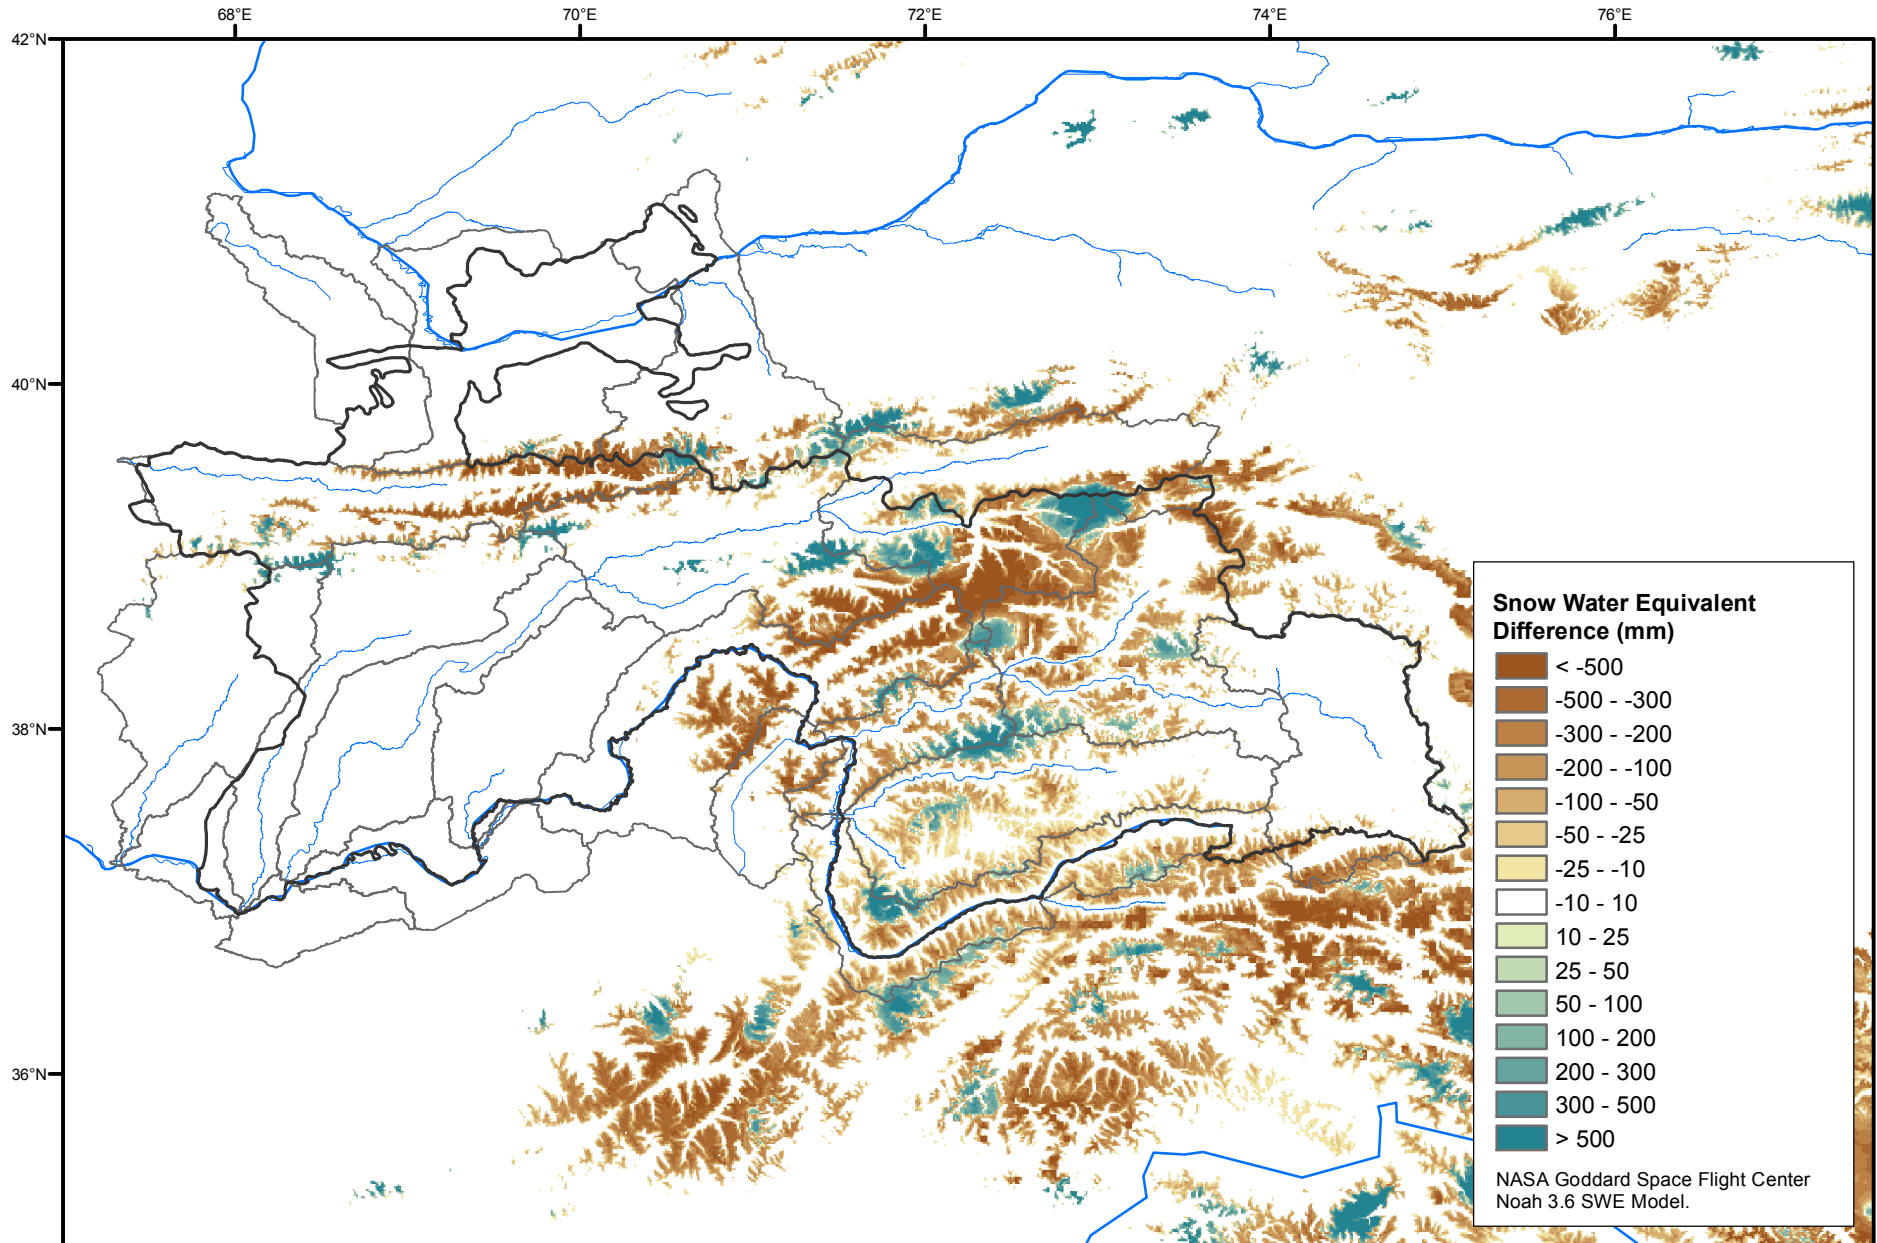 68°E
70°E
72°E
74°E
76°E
42°N
40°N
38°N
36°N
Snow Water Equivalent
Difference (mm)
< -500
-500 - -300
-300 - -200
-200 - -100
-100 - -50
-50 - -25
-25 - -10
-10 - 10
10 - 25
25 - 50
50 - 100
100 - 200
200 - 300
300 - 500
> 500
NASA Goddard Space Flight Center
Noah 3.6 SWE Model.